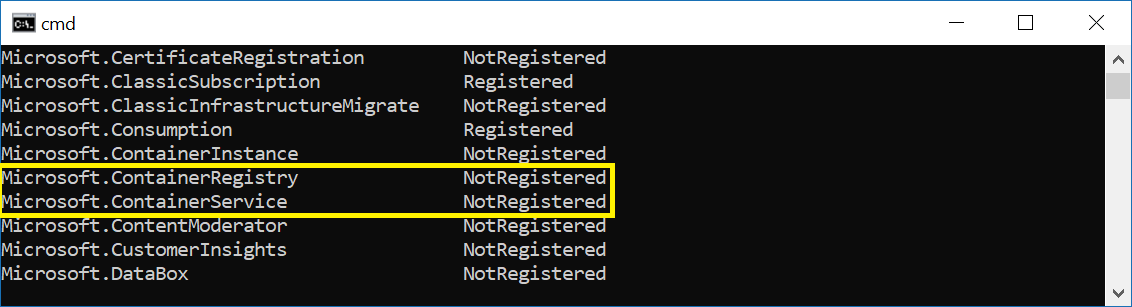 cmd
Microsoft.CertificateRegistration NotRegistered
Microsoft.ClassicSubscription Registered
Microsoft.ClassicInfrastructureMigrate NotRegistered
Microsoft.Consumption Registered
Microsoft.ContainerInstance NotRegistered
Microsoft.ContainerRegistry NotRegistered
Microsoft.ContainerService NotRegistered
Microsoft.ContentModerator NotRegistered
Microsoft.CustomerInsights NotRegistered
Microsoft.DataBox NotRegistered